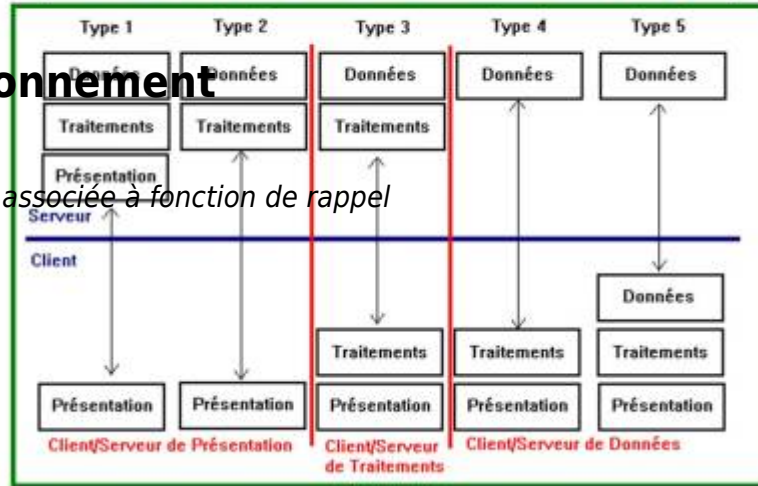 Type 1 Type 2 Type 3 Type 4 Type 5
Données Données Données Données Données
onnement
Traitements Traitements Traitements
Présentation
associée à fonction de rappel
Serveur
Client
Données
Traitements Traitements Traitements
Présentation Présentation Présentation Présentation Présentation
Client/Serveur de Présentation Client/Serveur Client/Serveur de Données
de Traitements